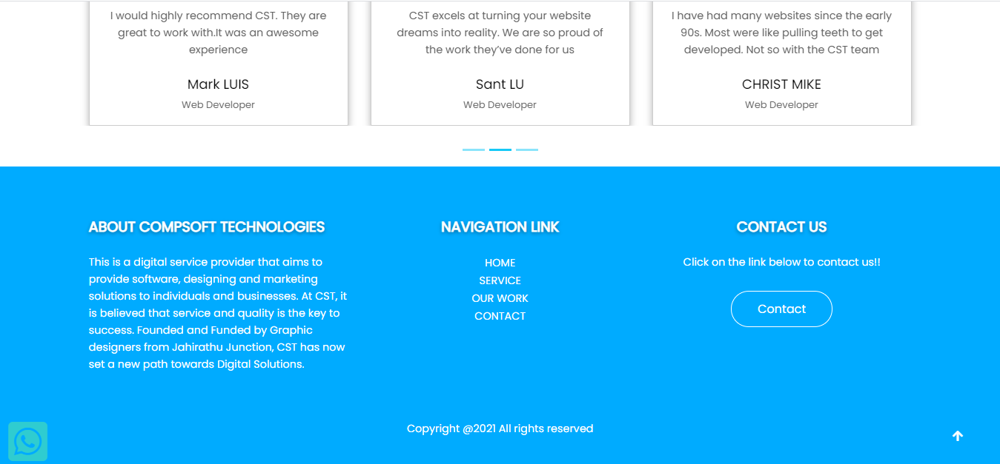 I would highly recommend CST. They are
great to work with.It was an awesome
experience
Mark LUIS
Web Developer
CST excels at turning your website
dreams into reality. We are so proud of
the work they’ve done for us
Sant LU
Web Developer
I have had many websites since the early
90s. Most were like pulling teeth to get
developed. Not so with the CST team
CHRIST MIKE
Web Developer
ABOUT COMPSOFT TECHNOLOGIES
This is a digital service provider that aims to
provide software, designing and marketing
solutions to individuals and businesses. At CST, it
is believed that service and quality is the key to
success. Founded and Funded by Graphic
designers from Jahirathu Junction, CST has now
set a new path towards Digital Solutions.
NAVIGATION LINK
HOME
SERVICE
OUR WORK
CONTACT
CONTACT US
Click on the link below to contact us!!
Contact
Copyright @2021 All rights reserved